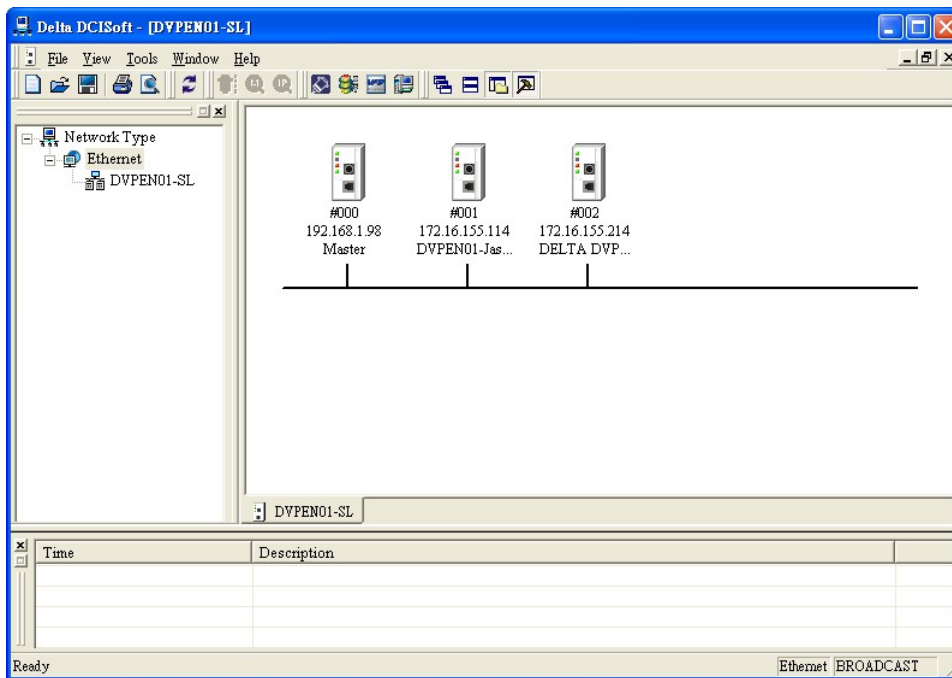 Delta DCISoft - [DVPEN01-SL]
File View Tools Window Help
Network Type
Ethernet
DVPEN01-SL
#000 #001 #002
192.168.1.98 172.16.155.114 172.16.155.214
Master DVPEN01-Jas... DELTA DVP...
DVPEN01-SL
Time Description
Ready Ethernet BROADCAST